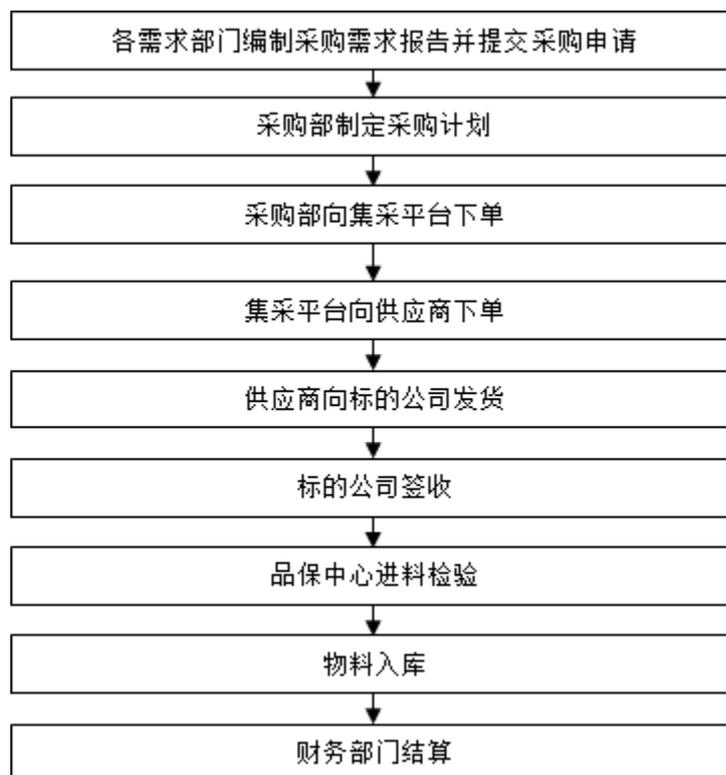 各需求部门编制采购需求报告并提交采购申请
采购部制定采购计划
采购部向集采平台下单
集采平台向供应商下单
供应商向标的公司发货
标的公司签收
品保中心进料检验
物料入库
财务部门结算